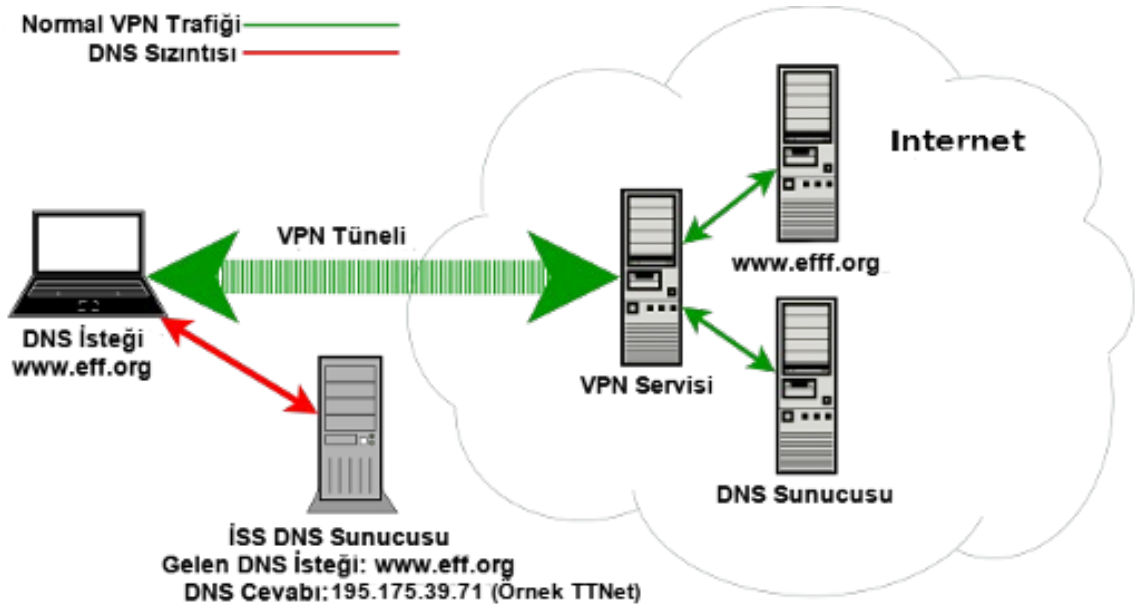 Normal VPN Trafiği
DNS Sızıntısı
Internet
VPN Tüneli
www.efff.org
DNS İsteği
www.eff.org
VPN Servisi
DNS Sunucusu
İSS DNS Sunucusu
Gelen DNS İsteği: www.eff.org
DNS Cevabı:195.175.39.71 (Örnek TTNet)